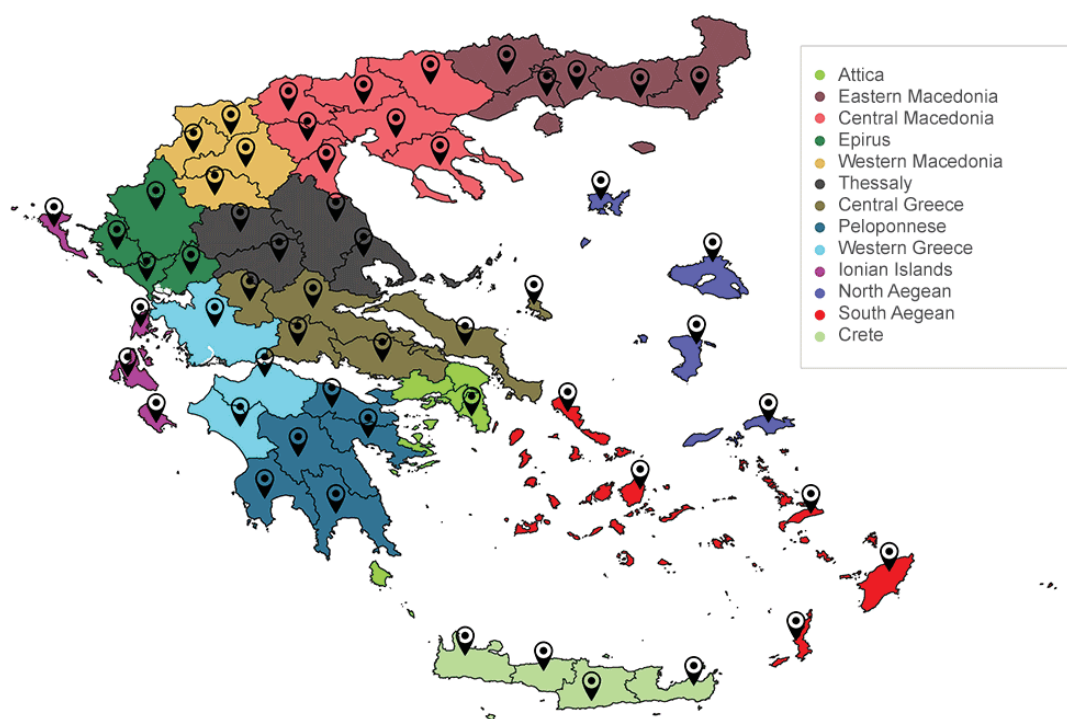 Attica
Eastern Macedonia
Central Macedonia
Epirus
Western Macedonia
Thessaly
Central Greece
Peloponnese
Western Greece
Ionian Islands
North Aegean
South Aegean
Crete